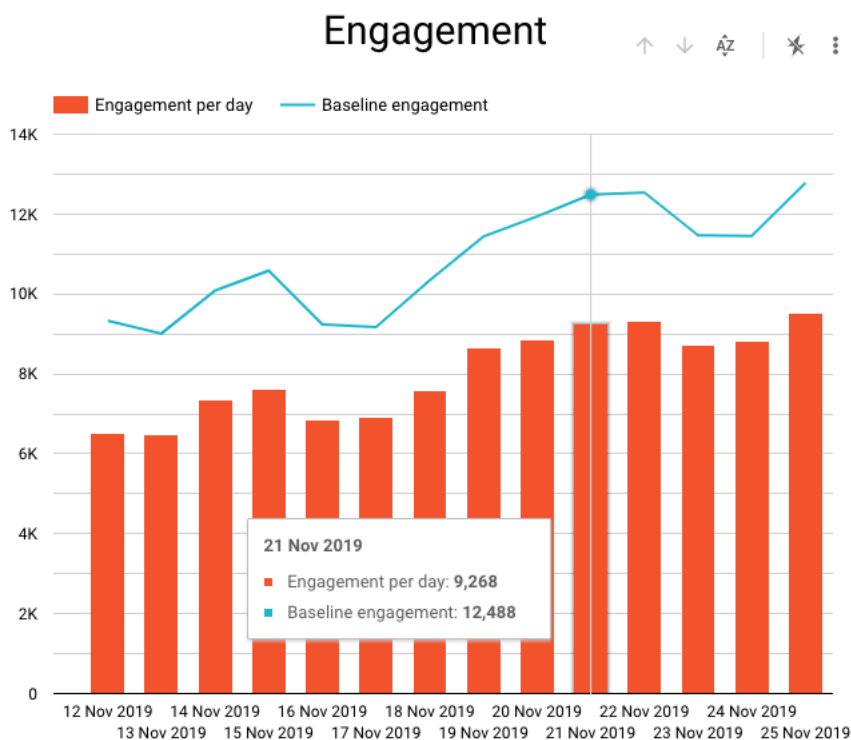 Engagement
AZ
Engagement per day
Baseline engagement
14K
12K
10K
8K
6K
4K
2K
0
21 Nov 2019
Engagement per day: 9,268
Baseline engagement: 12,488
12 Nov 2019
13 Nov 2019
14 Nov 2019
15 Nov 2019
16 Nov 2019
17 Nov 2019
18 Nov 2019
19 Nov 2019
20 Nov 2019
21 Nov 2019
22 Nov 2019
23 Nov 2019
24 Nov 2019
25 Nov 2019